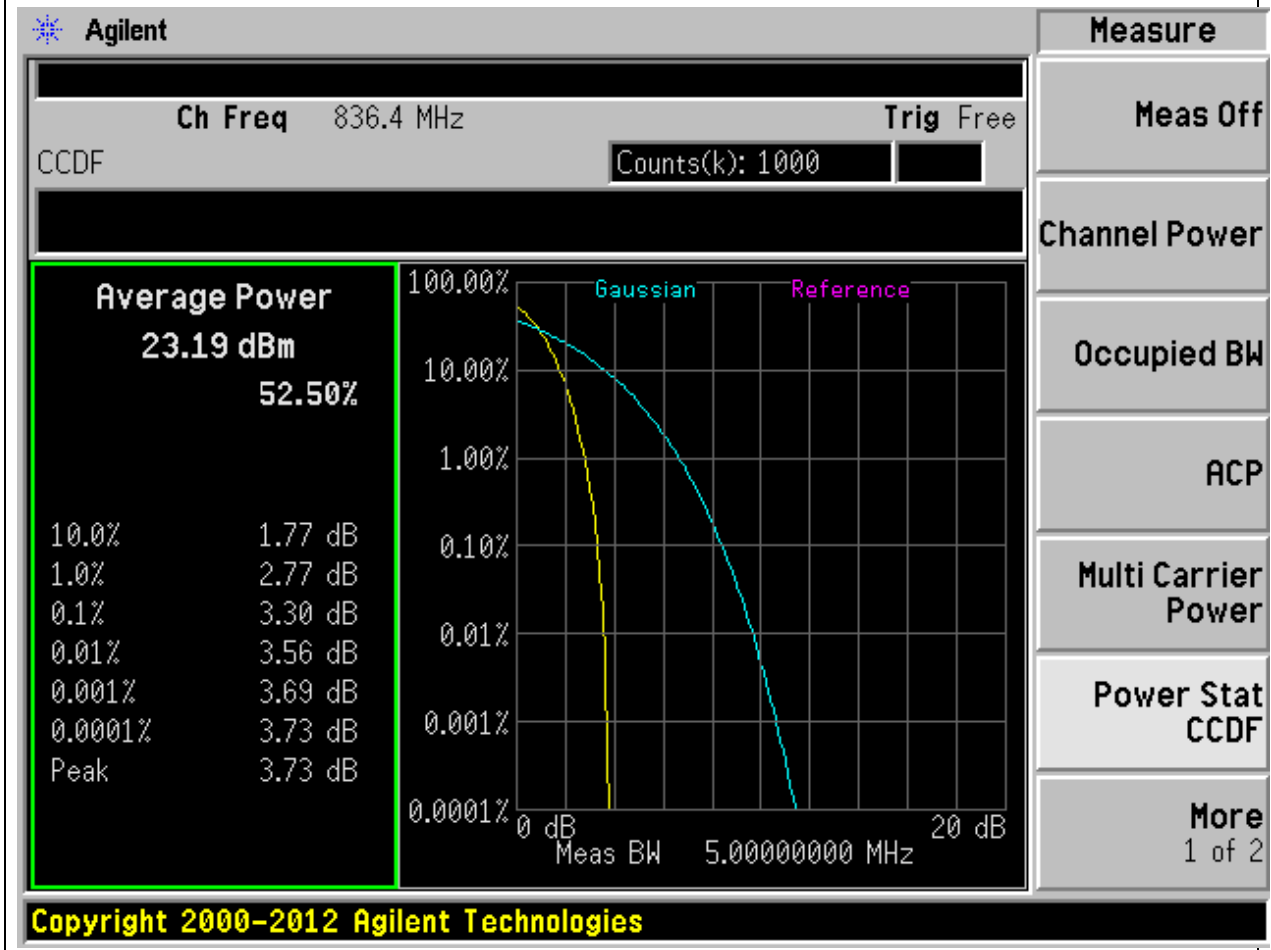 Agilent
Ch Freq 836.4 MHz Trig Free
CCDF Counts(k): 1000
Average Power
23.19 dBm
52.50%
10.0% 1.77 dB
1.0% 2.77 dB
0.1% 3.30 dB
0.01% 3.56 dB
0.001% 3.69 dB
0.0001% 3.73 dB
Peak 3.73 dB
100.00%
Gaussian Reference
10.00%
1.00%
0.10%
0.01%
0.001%
0.0001%
0 dB 20 dB
Meas BW 5.00000000 MHz
Measure
Meas Off
Channel Power
Occupied BW
ACP
Multi Carrier
Power
Power Stat
CCDF
More
1 of 2
Copyright 2000-2012 Agilent Technologies